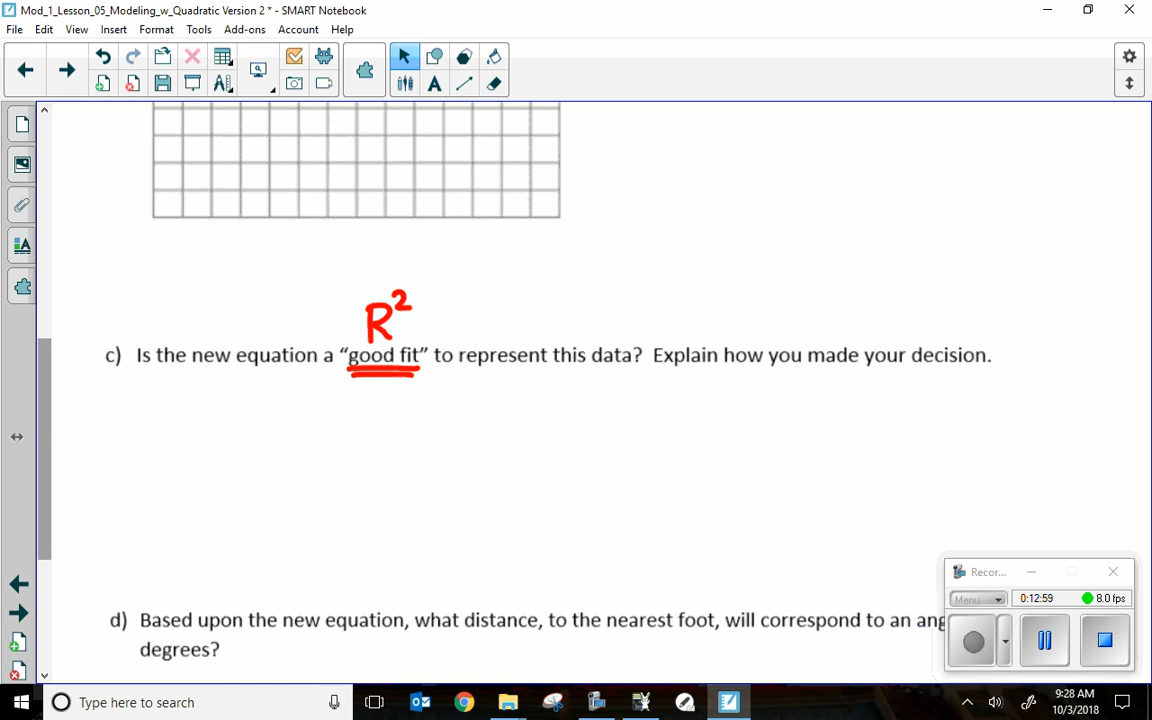 Mod_1_Lesson_05_Modeling_w_Quadratic Version 2 * - SMART Notebook
File Edit View Insert Format Tools Add-ons Account Help
R²
c) Is the new equation a “good fit” to represent this data? Explain how you made your decision.
Recor...
Menu 0:12:59 8.0 fps
d) Based upon the new equation, what distance, to the nearest foot, will correspond to an ang
degrees?
Type here to search
9:28 AM
10/3/2018